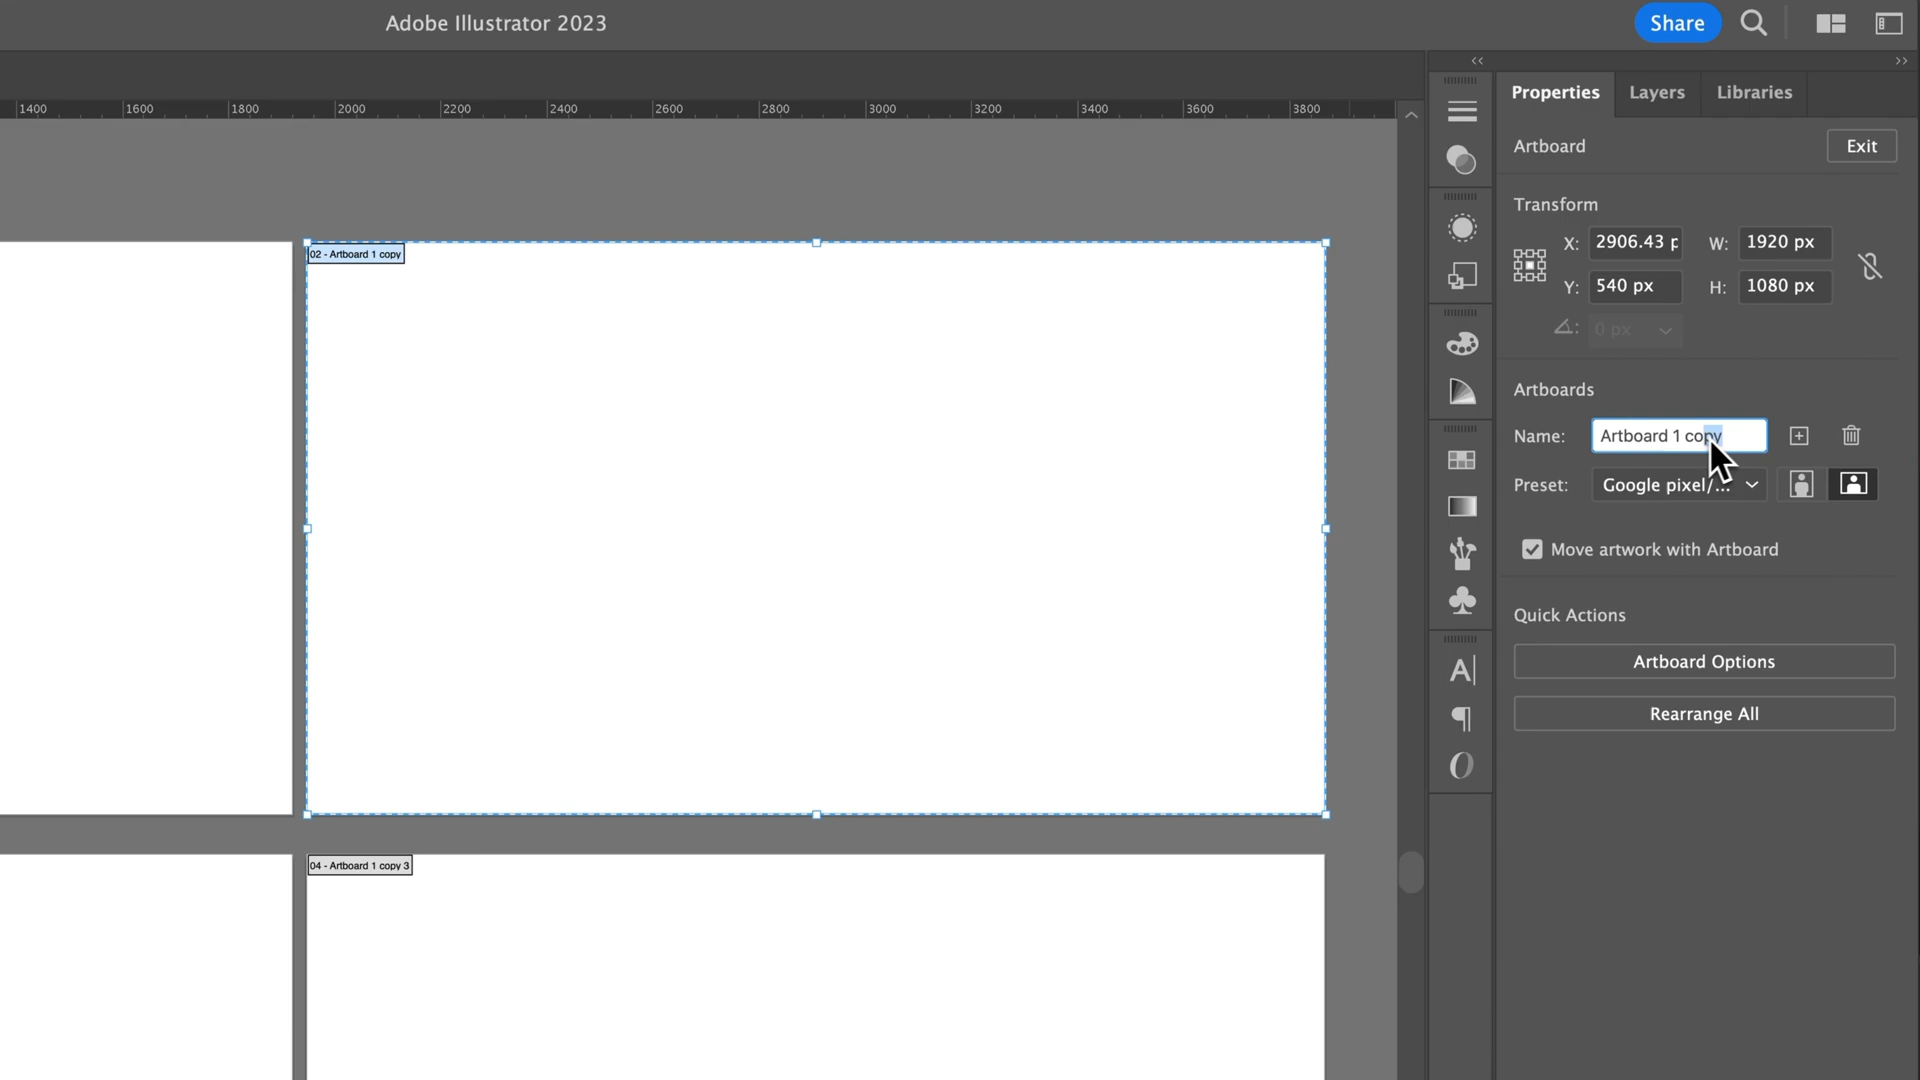 Adobe Illustrator 2023
Share
1400 1600 1800 2000 2200 2400 2600 2800 3000 3200 3400 3600 3800
Properties Layers Libraries
Artboard Exit
Transform
X: 2906.43 p W: 1920 px
Y: 540 px H: 1080 px
0 px
Artboards
Name: Artboard 1 copy
Preset: Google pixel/...
Move artwork with Artboard
Quick Actions
Artboard Options
Rearrange All
02 - Artboard 1 copy
04 - Artboard 1 copy 3